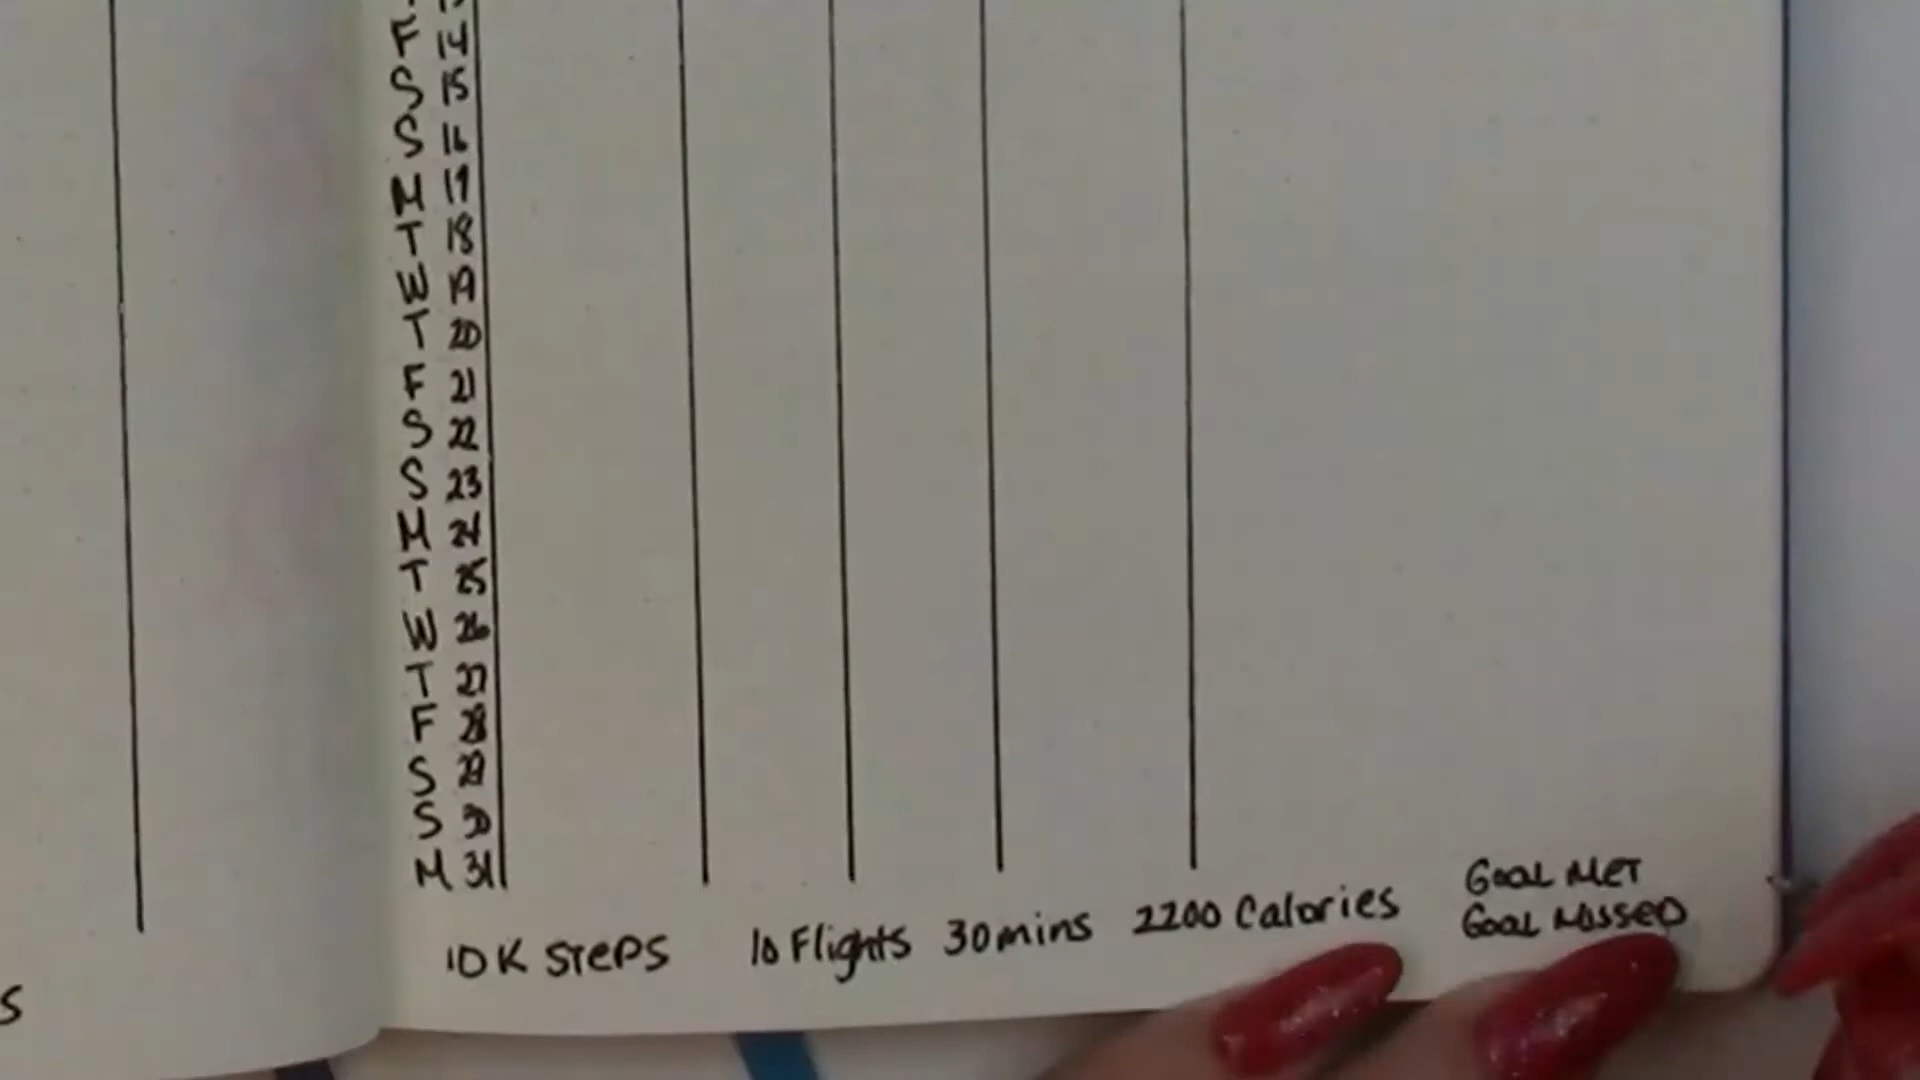 F 14
S 15
S 16
M 17
T 18
W 19
T 20
F 21
S 22
S 23
M 24
T 25
W 26
T 27
F 28
S 29
S 30
M 31
10K STEPS 10 Flights 30mins 2200 Calories
Goal MET
Goal Missed
S